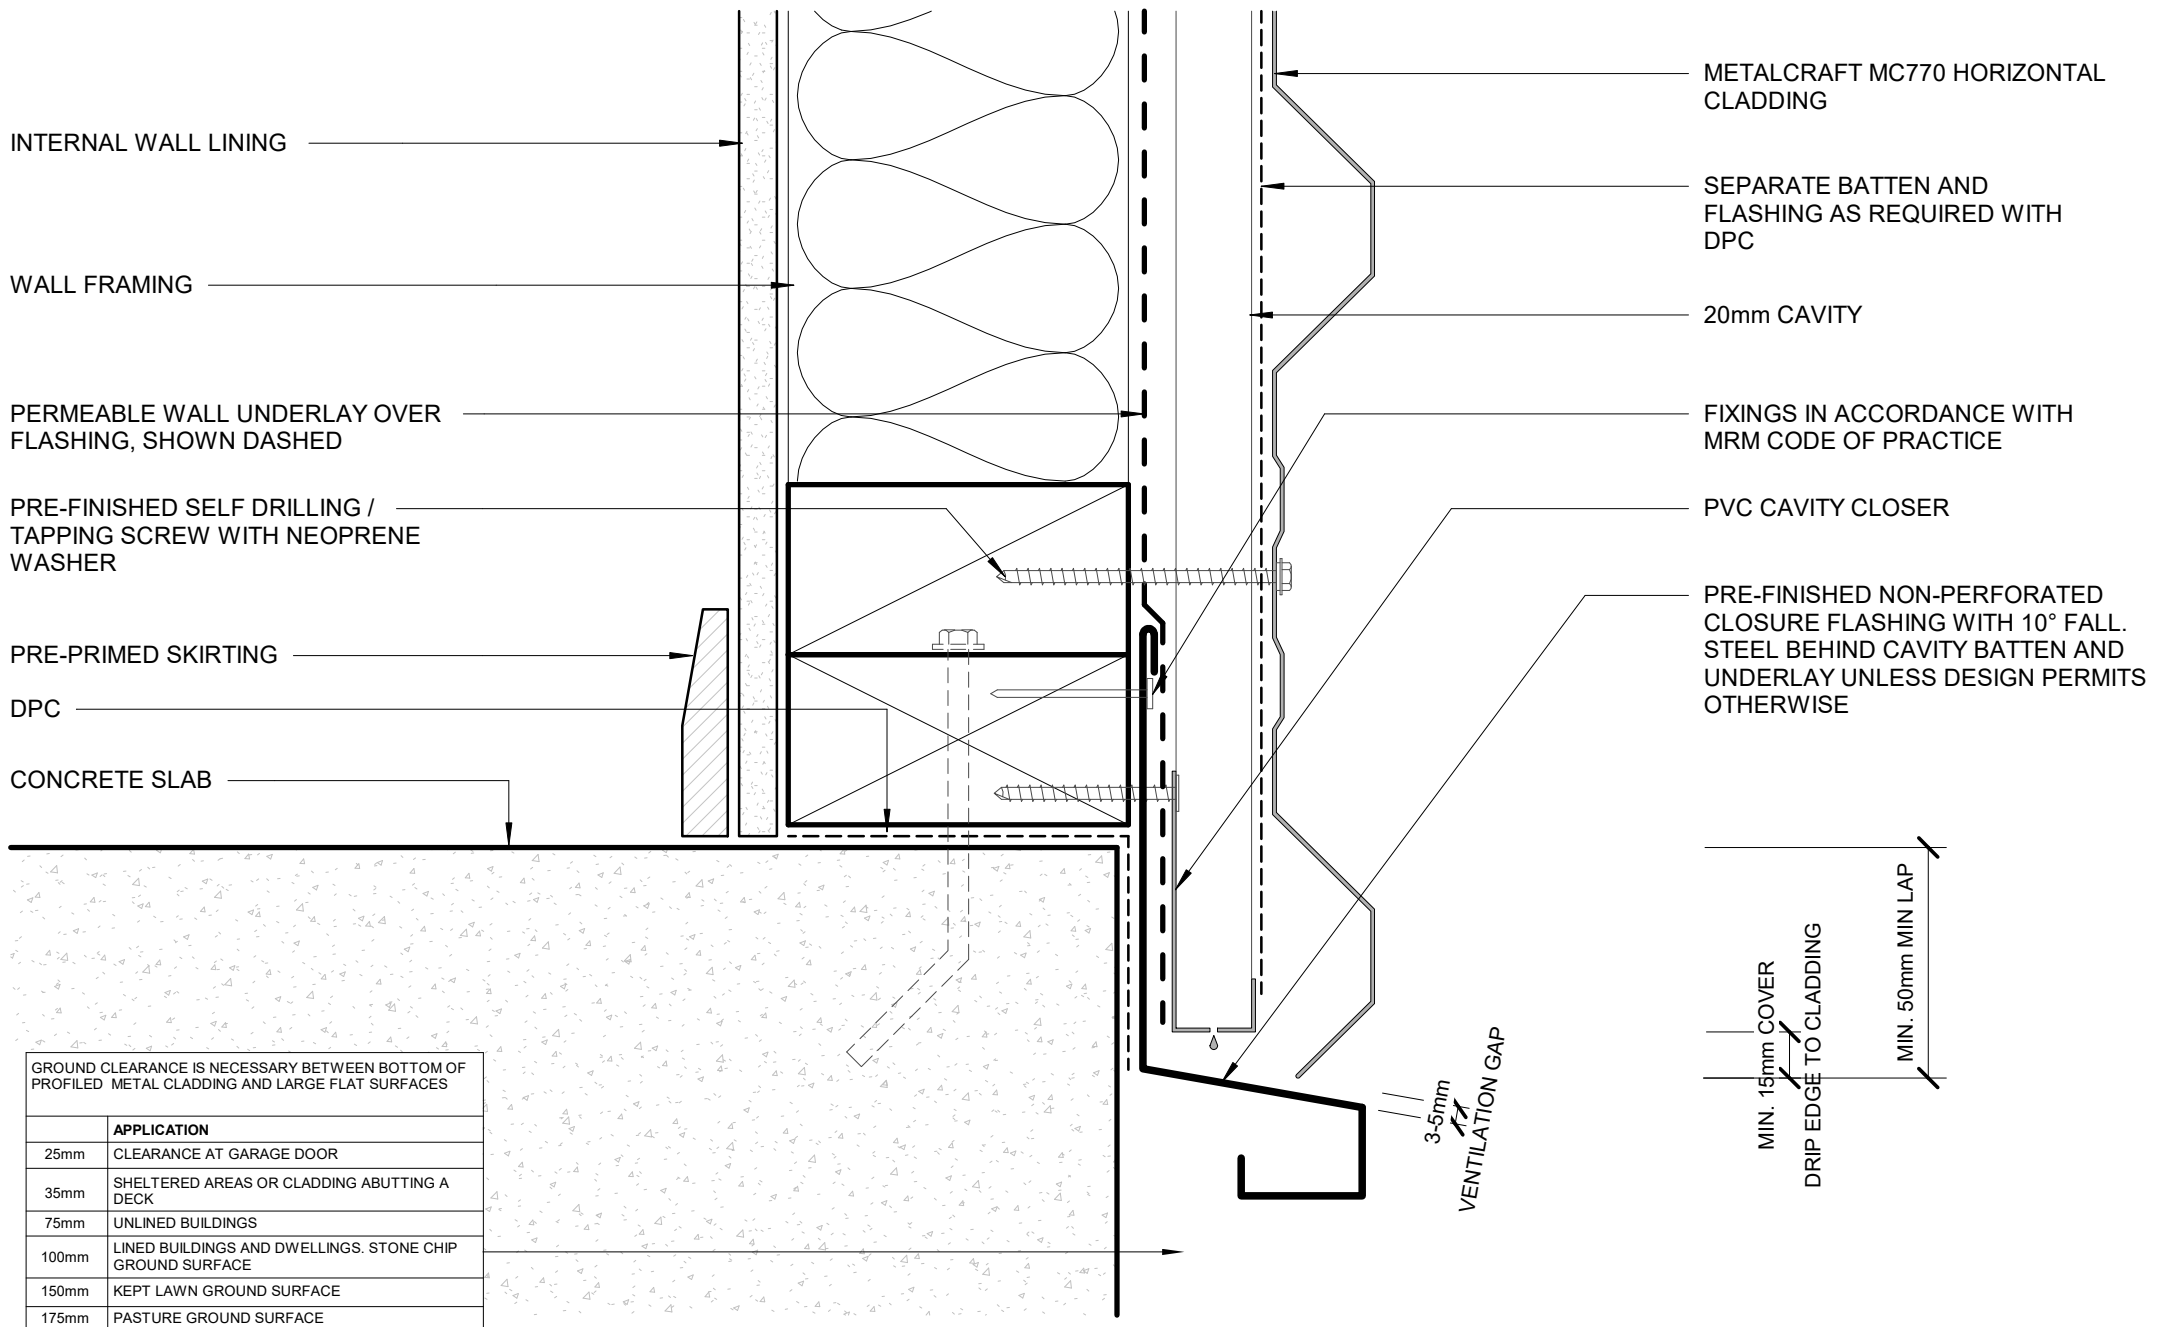 INTERNAL WALL LINING
WALL FRAMING
PERMEABLE WALL UNDERLAY OVER
FLASHING, SHOWN DASHED
PRE-FINISHED SELF DRILLING /
TAPPING SCREW WITH NEOPRENE
WASHER
PRE-PRIMED SKIRTING
DPC
CONCRETE SLAB
METALCRAFT MC770 HORIZONTAL
CLADDING
SEPARATE BATTEN AND
FLASHING AS REQUIRED WITH
DPC
20mm CAVITY
FIXINGS IN ACCORDANCE WITH
MRM CODE OF PRACTICE
PVC CAVITY CLOSER
PRE-FINISHED NON-PERFORATED
CLOSURE FLASHING WITH 10° FALL.
STEEL BEHIND CAVITY BATTEN AND
UNDERLAY UNLESS DESIGN PERMITS
OTHERWISE
3-5mm
VENTILATION GAP
MIN. 15mm COVER
DRIP EDGE TO CLADDING
MIN. 50mm MIN LAP
GROUND CLEARANCE IS NECESSARY BETWEEN BOTTOM OF
PROFILED METAL CLADDING AND LARGE FLAT SURFACES
APPLICATION
25mm CLEARANCE AT GARAGE DOOR
35mm SHELTERED AREAS OR CLADDING ABUTTING A
DECK
75mm UNLINED BUILDINGS
100mm LINED BUILDINGS AND DWELLINGS. STONE CHIP
GROUND SURFACE
150mm KEPT LAWN GROUND SURFACE
175mm PASTURE GROUND SURFACE